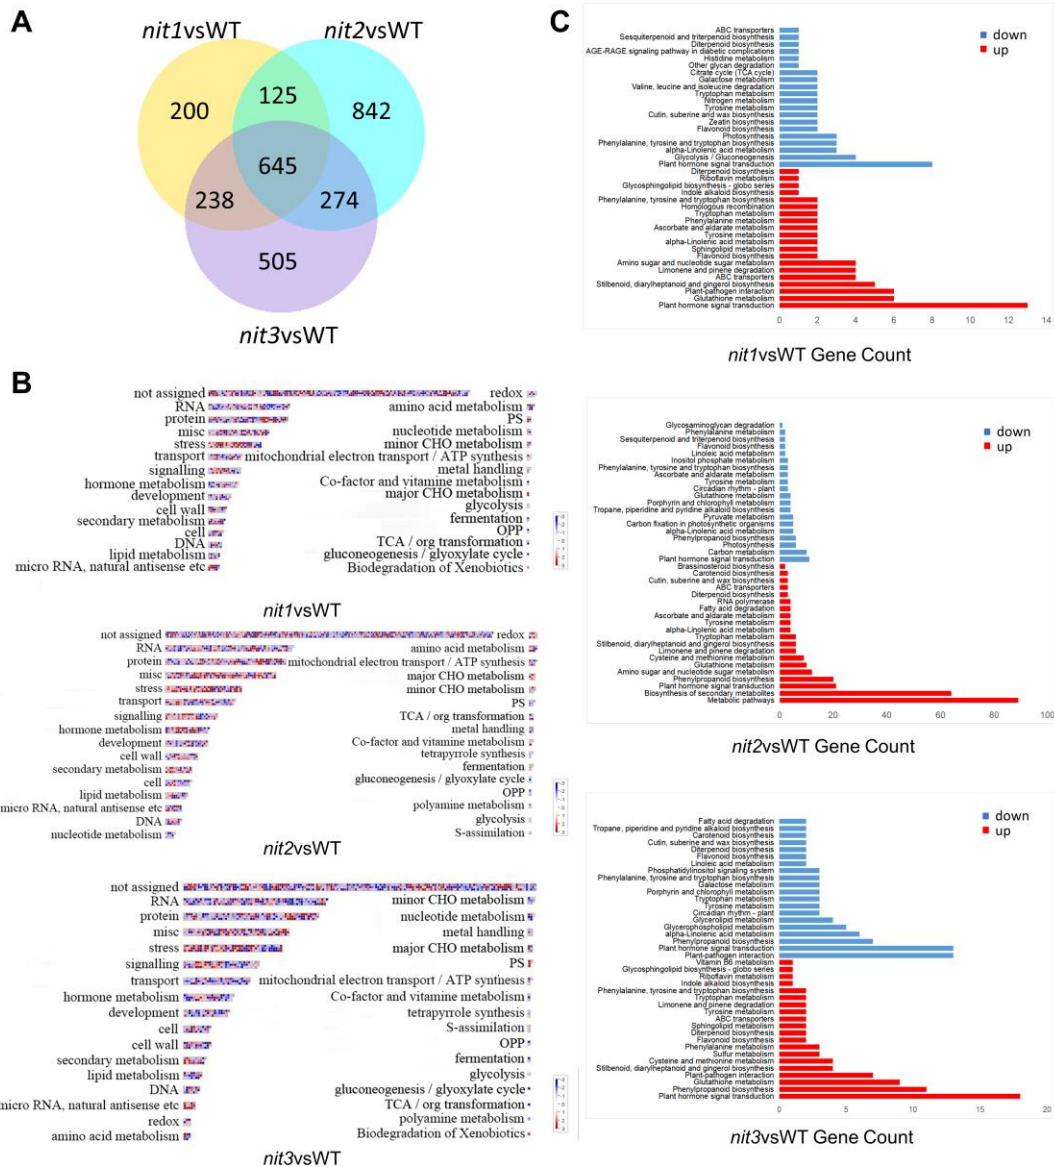 A
nit1vsWT
nit2vsWT
200
125
842
645
238
274
505
nit3vsWT
B
not assigned
redox
RNA
amino acid metabolism
protein
PS
misc
nucleotide metabolism
stress
minor CHO metabolism
transport
mitochondrial electron transport / ATP synthesis
signalling
metal handling
hormone metabolism
Co-factor and vitamine metabolism
development
major CHO metabolism
cell wall
glycolysis
secondary metabolism
fermentation
cell
OPP
DNA
TCA / org transformation
lipid metabolism
gluconeogenesis / glyoxylate cycle
micro RNA, natural antisense etc
Biodegradation of Xenobiotics
nit1vsWT
not assigned
redox
RNA
amino acid metabolism
protein
mitochondrial electron transport / ATP synthesis
misc
major CHO metabolism
stress
minor CHO metabolism
transport
PS
signalling
TCA / org transformation
hormone metabolism
metal handling
development
Co-factor and vitamine metabolism
cell wall
tetrapyrrole synthesis
secondary metabolism
fermentation
cell
gluconeogenesis / glyoxylate cycle
lipid metabolism
OPP
micro RNA, natural antisense etc
polyamine metabolism
DNA
glycolysis
nucleotide metabolism
S-assimilation
nit2vsWT
not assigned
RNA
minor CHO metabolism
protein
nucleotide metabolism
misc
metal handling
stress
major CHO metabolism
signalling
PS
transport
mitochondrial electron transport / ATP synthesis
hormone metabolism
Co-factor and vitamine metabolism
development
tetrapyrrole synthesis
cell
S-assimilation
cell wall
OPP
secondary metabolism
fermentation
lipid metabolism
glycolysis
DNA
gluconeogenesis / glyoxylate cycle
micro RNA, natural antisense etc
TCA / org transformation
redox
polyamine metabolism
amino acid metabolism
Biodegradation of Xenobiotics
nit3vsWT
C
down
up
ABC transporters
Sesquiterpenoid and triterpenoid biosynthesis
Diterpenoid biosynthesis
AGE-RAGE signaling pathway in diabetic complications
Histidine metabolism
Other glycan degradation
Citrate cycle (TCA cycle)
Galactose metabolism
Valine, leucine and isoleucine degradation
Tryptophan metabolism
Nitrogen metabolism
Tyrosine metabolism
Cutin, suberine and wax biosynthesis
Zeatin biosynthesis
Flavonoid biosynthesis
Photosynthesis
Phenylalanine, tyrosine and tryptophan biosynthesis
alpha-Linolenic acid metabolism
Glycolysis / Gluconeogenesis
Plant hormone signal transduction
Diterpenoid biosynthesis
Riboflavin metabolism
Glycosphingolipid biosynthesis - globo series
Indole alkaloid biosynthesis
Phenylalanine, tyrosine and tryptophan biosynthesis
Homologous recombination
Tryptophan metabolism
Phenylalanine metabolism
Ascorbate and aldarate metabolism
Tyrosine metabolism
alpha-Linolenic acid metabolism
Sphingolipid metabolism
Flavonoid biosynthesis
Amino sugar and nucleotide sugar metabolism
Limonene and pinene degradation
ABC transporters
Stilbenoid, diarylheptanoid and gingerol biosynthesis
Plant-pathogen interaction
Glutathione metabolism
Plant hormone signal transduction
0 2 4 6 8 10 12 14
nit1vsWT Gene Count
down
up
Glycosaminoglycan degradation
Phenylalanine metabolism
Sesquiterpenoid and triterpenoid biosynthesis
Flavonoid biosynthesis
Linoleic acid metabolism
Inositol phosphate metabolism
Phenylalanine, tyrosine and tryptophan biosynthesis
Ascorbate and aldarate metabolism
Tyrosine metabolism
Circadian rhythm - plant
Glutathione metabolism
Porphyrin and chlorophyll metabolism
Tropane, piperidine and pyridine alkaloid biosynthesis
Pyruvate metabolism
Carbon fixation in photosynthetic organisms
alpha-Linolenic acid metabolism
Phenylpropanoid biosynthesis
Photosynthesis
Carbon metabolism
Plant hormone signal transduction
Brassinosteroid biosynthesis
Carotenoid biosynthesis
Cutin, suberine and wax biosynthesis
ABC transporters
Diterpenoid biosynthesis
RNA polymerase
Fatty acid degradation
Ascorbate and aldarate metabolism
Tyrosine metabolism
alpha-Linolenic acid metabolism
Tryptophan metabolism
Stilbenoid, diarylheptanoid and gingerol biosynthesis
Limonene and pinene degradation
Cysteine and methionine metabolism
Glutathione metabolism
Amino sugar and nucleotide sugar metabolism
Phenylpropanoid biosynthesis
Plant hormone signal transduction
Biosynthesis of secondary metabolites
Metabolic pathways
0 20 40 60 80 100
nit2vsWT Gene Count
down
up
Fatty acid degradation
Tropane, piperidine and pyridine alkaloid biosynthesis
Carotenoid biosynthesis
Cutin, suberine and wax biosynthesis
Diterpenoid biosynthesis
Flavonoid biosynthesis
Linoleic acid metabolism
Phosphatidylinositol signaling system
Phenylalanine, tyrosine and tryptophan biosynthesis
Galactose metabolism
Porphyrin and chlorophyll metabolism
Tryptophan metabolism
Tyrosine metabolism
Circadian rhythm - plant
Glycerolipid metabolism
Glycerophospholipid metabolism
alpha-Linolenic acid metabolism
Phenylpropanoid biosynthesis
Plant hormone signal transduction
Plant-pathogen interaction
Vitamin B6 metabolism
Glycosphingolipid biosynthesis - globo series
Riboflavin metabolism
Indole alkaloid biosynthesis
Phenylalanine, tyrosine and tryptophan biosynthesis
Tryptophan metabolism
Limonene and pinene degradation
Tyrosine metabolism
ABC transporters
Sphingolipid metabolism
Diterpenoid biosynthesis
Flavonoid biosynthesis
Phenylalanine metabolism
Sulfur metabolism
Cysteine and methionine metabolism
Stilbenoid, diarylheptanoid and gingerol biosynthesis
Plant-pathogen interaction
Glutathione metabolism
Phenylpropanoid biosynthesis
Plant hormone signal transduction
0 5 10 15 20
nit3vsWT Gene Count